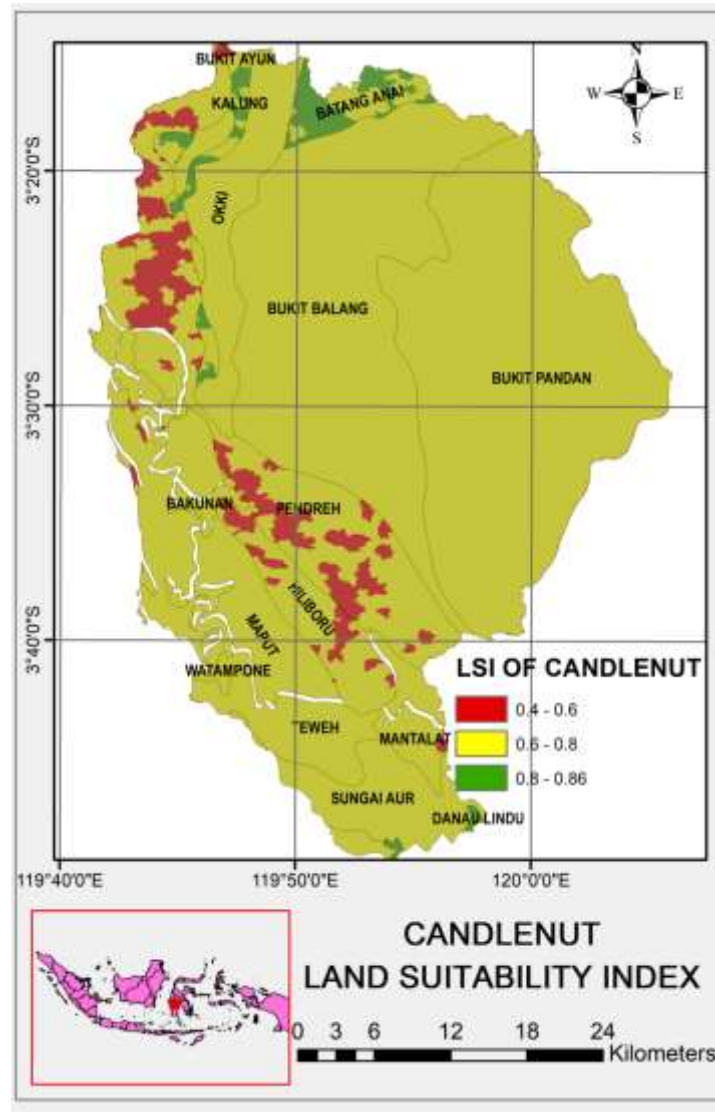 BUKIT AYUN
N
KALUNG
BATANG ANAI
W
E
S
3°20'0"S
OKKI
BUKIT BALANG
BUKIT PANDAN
3°30'0"S
BAKUNAN
PENDREH
HILIBORU
MAPUT
3°40'0"S
WATAMPONE
LSI OF CANDLENUT
0.4 - 0.6
0.6 - 0.8
0.8 - 0.86
TEWEH
MANTALAT
SUNGAI AUR
DANAU LINDU
119°40'0"E
119°50'0"E
120°0'0"E
CANDLENUT
LAND SUITABILITY INDEX
0 3 6 12 18 24
Kilometers